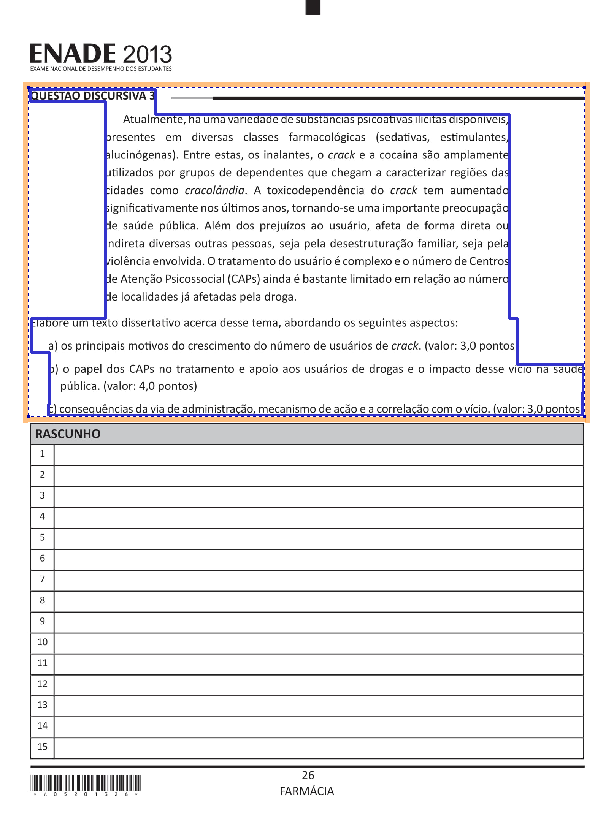 ENADE 2013
EXAME NACIONAL DE DESEMPENHO DOS ESTUDANTES
QUESTÃO DISCURSIVA 3
Atualmente, há uma variedade de substâncias psicoativas ilícitas disponíveis,
presentes em diversas classes farmacológicas (sedativas, estimulantes,
alucinógenas). Entre estas, os inalantes, o crack e a cocaína são amplamente
utilizados por grupos de dependentes que chegam a caracterizar regiões das
cidades como cracolândia. A toxicodependência do crack tem aumentado
significativamente nos últimos anos, tornando-se uma importante preocupação
de saúde pública. Além dos prejuízos ao usuário, afeta de forma direta ou
indireta diversas outras pessoas, seja pela desestruturação familiar, seja pela
violência envolvida. O tratamento do usuário é complexo e o número de Centros
de Atenção Psicossocial (CAPs) ainda é bastante limitado em relação ao número
de localidades já afetadas pela droga.
Elabore um texto dissertativo acerca desse tema, abordando os seguintes aspectos:
a) os principais motivos do crescimento do número de usuários de crack. (valor: 3,0 pontos)
b) o papel dos CAPs no tratamento e apoio aos usuários de drogas e o impacto desse vício na saúde
pública. (valor: 4,0 pontos)
c) consequências da via de administração, mecanismo de ação e a correlação com o vício. (valor: 3,0 pontos)
RASCUNHO
1
2
3
4
5
6
7
8
9
10
11
12
13
14
15
26
FARMÁCIA
* A 0 5 2 0 1 3 2 6 *